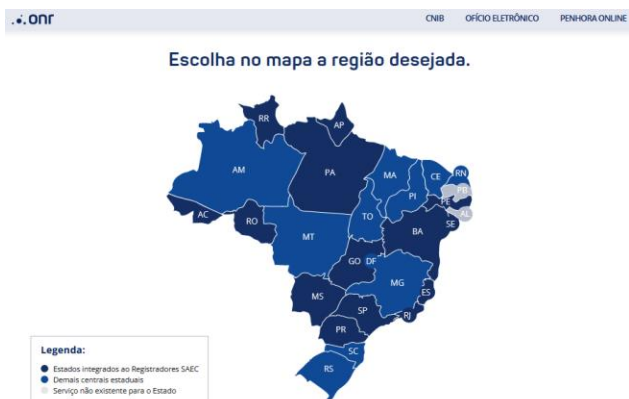 onr
CNIB OFÍCIO ELETRÔNICO PENHORA ONLINE
Escolha no mapa a região desejada.
RR
AP
AM
PA
MA
CE
RN
PB
PI
PE
AL
AC
RO
TO
SE
MT
BA
GO
DF
MG
MS
ES
SP
RJ
PR
SC
RS
Legenda:
Estados integrados ao Registradores SAEC
Demais centrais estaduais
Serviço não existente para o Estado